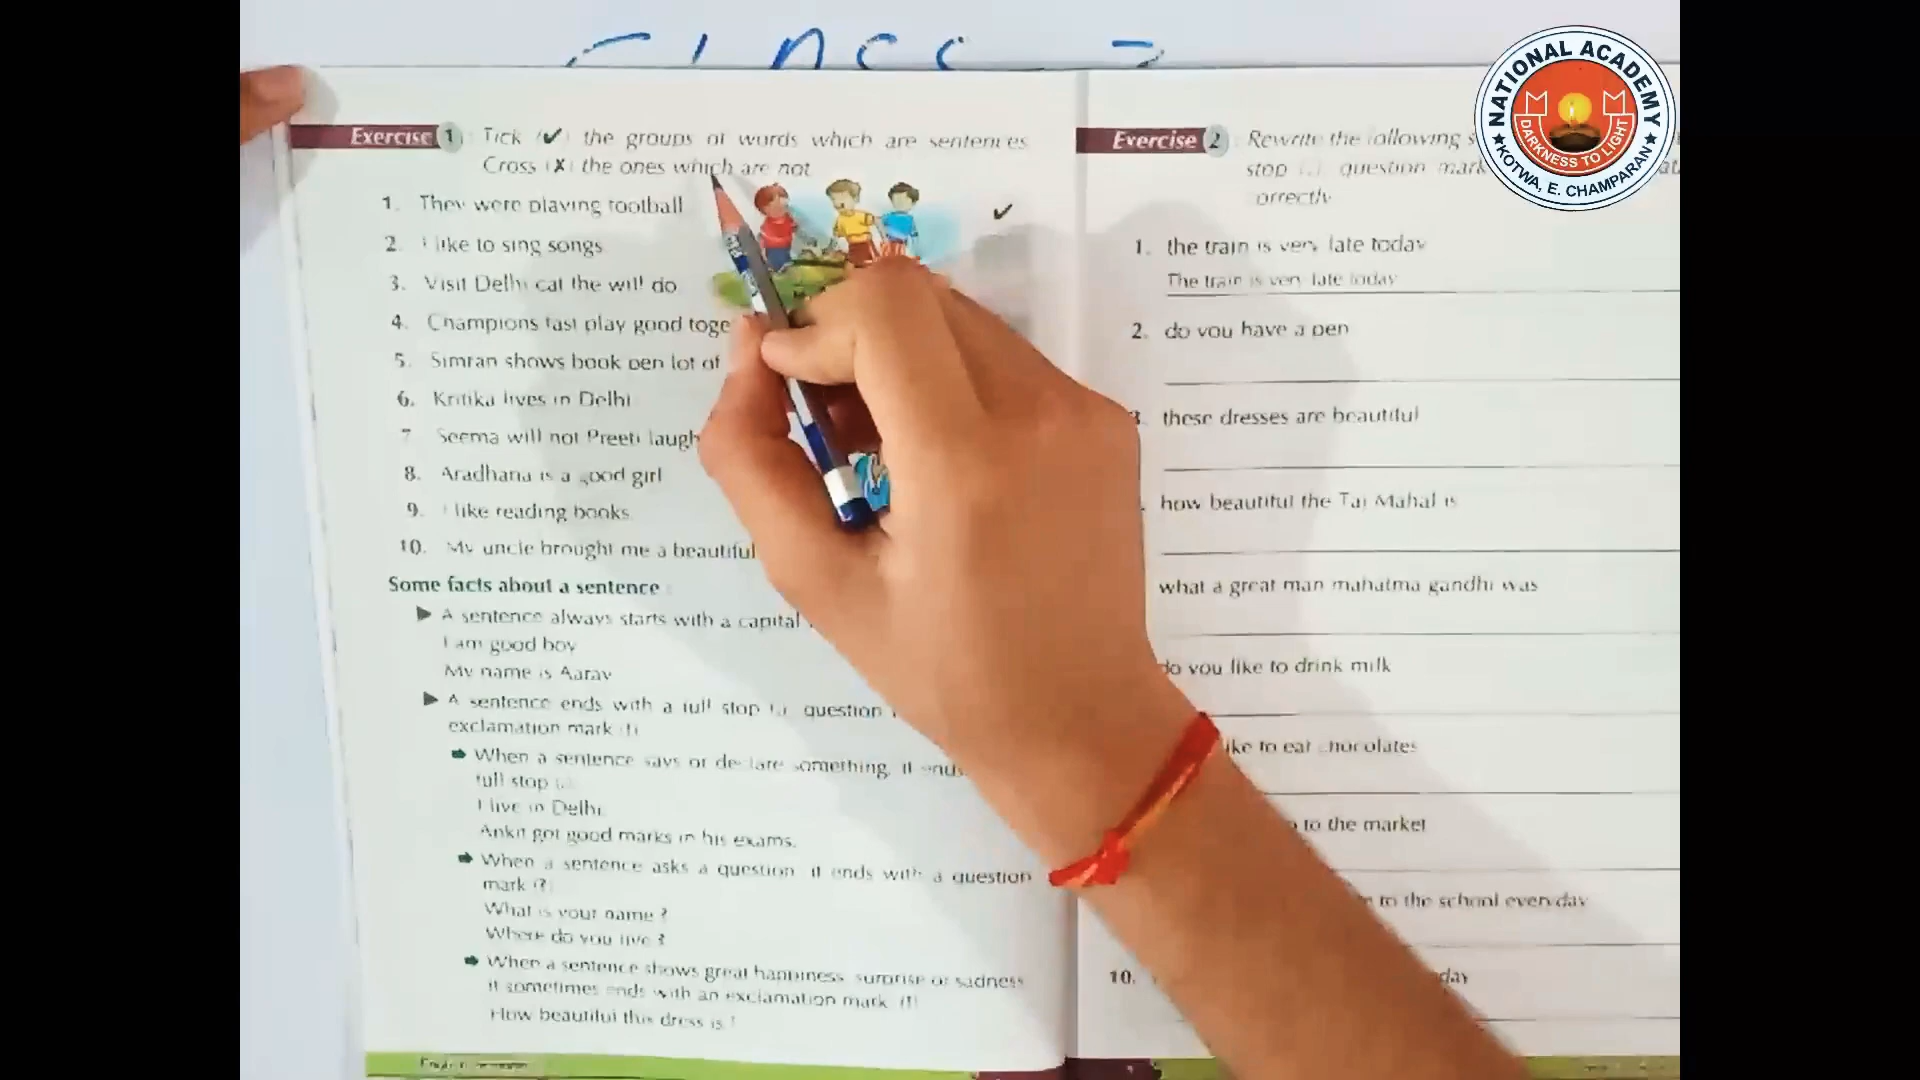 CLASS
Exercise 1 Tick (✓) the groups of words which are sentences
Cross (✗) the ones which are not
1. They were playing football
2. I like to sing songs
3. Visit Delhi cat the will do
4. Champions fast play good toge
5. Simran shows book pen lot of
6. Kritika lives in Delhi
7. Seema will not Preeti laugh
8. Aradhana is a good girl
9. I like reading books
10. My uncle brought me a beautiful
Some facts about a sentence
A sentence always starts with a capital
I am good boy
My name is Aarav
A sentence ends with a full stop (.) question
exclamation mark (!)
When a sentence says or declare something, it ends
full stop (.)
I live in Delhi.
Ankit got good marks in his exams.
When a sentence asks a question it ends with a question
mark (?)
What is your name ?
Where do you live ?
When a sentence shows great happiness surprise or sadness
it sometimes ends with an exclamation mark (!)
How beautiful this dress is !
Exercise 2 Rewrite the following
stop (.) question mark
correctly
1. the train is very late today
The train is very late today
2. do you have a pen
3. these dresses are beautiful
how beautiful the Taj Mahal is
what a great man mahatma gandhi was
do you like to drink milk
like to eat chocolates
to the market
to the school everyday
10.
NATIONAL ACADEMY
DARKNESS TO LIGHT
KOTWA, E. CHAMPARAN